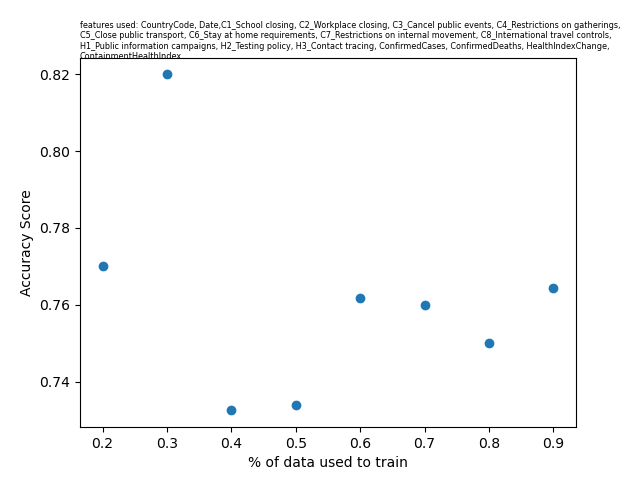 features used: CountryCode, Date,C1_School closing, C2_Workplace closing, C3_Cancel public events, C4_Restrictions on gatherings,
C5_Close public transport, C6_Stay at home requirements, C7_Restrictions on internal movement, C8_International travel controls,
H1_Public information campaigns, H2_Testing policy, H3_Contact tracing, ConfirmedCases, ConfirmedDeaths, HealthIndexChange,
ContainmentHealthIndex
0.82
0.80
0.78
0.76
0.74
Accuracy Score
0.2 0.3 0.4 0.5 0.6 0.7 0.8 0.9
% of data used to train